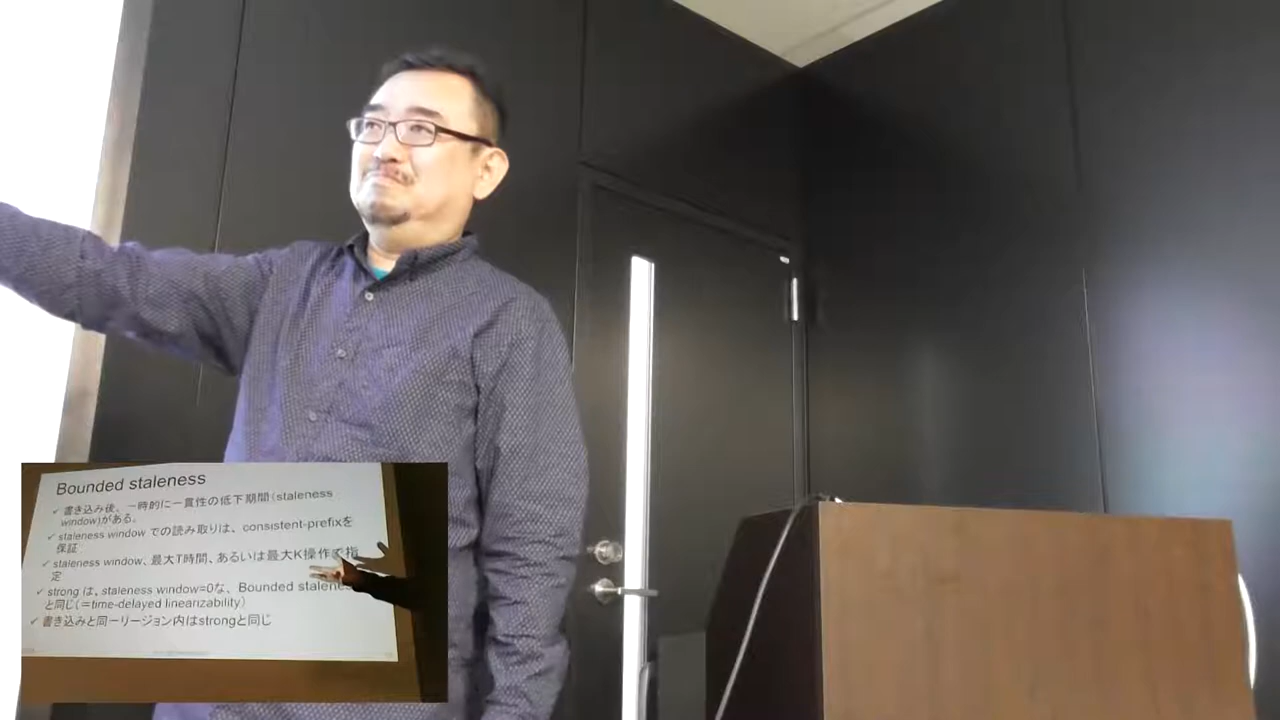 Bounded staleness
✓ 書き込み後、一時的に一貫性の低下期間(staleness
window)がある。
✓ staleness window での読み取りは、consistent-prefixを
保証
✓ staleness window、最大T時間、あるいは最大K操作で指
定
✓ strong は、staleness window=0な、Bounded stalene
と同じ(=time-delayed linearizability)
✓ 書き込みと同一リージョン内はstrongと同じ